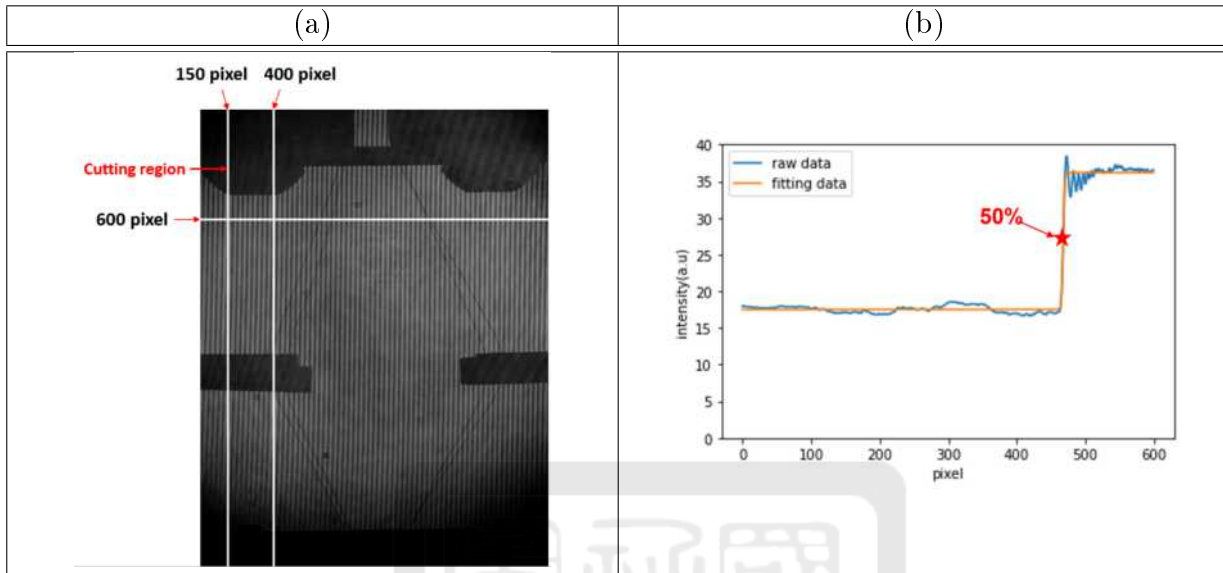 (a)
(b)
150 pixel 400 pixel
Cutting region
600 pixel
40
35
30
25
20
15
10
5
0
intensity(a.u)
raw data
fitting data
50%
0 100 200 300 400 500 600
pixel